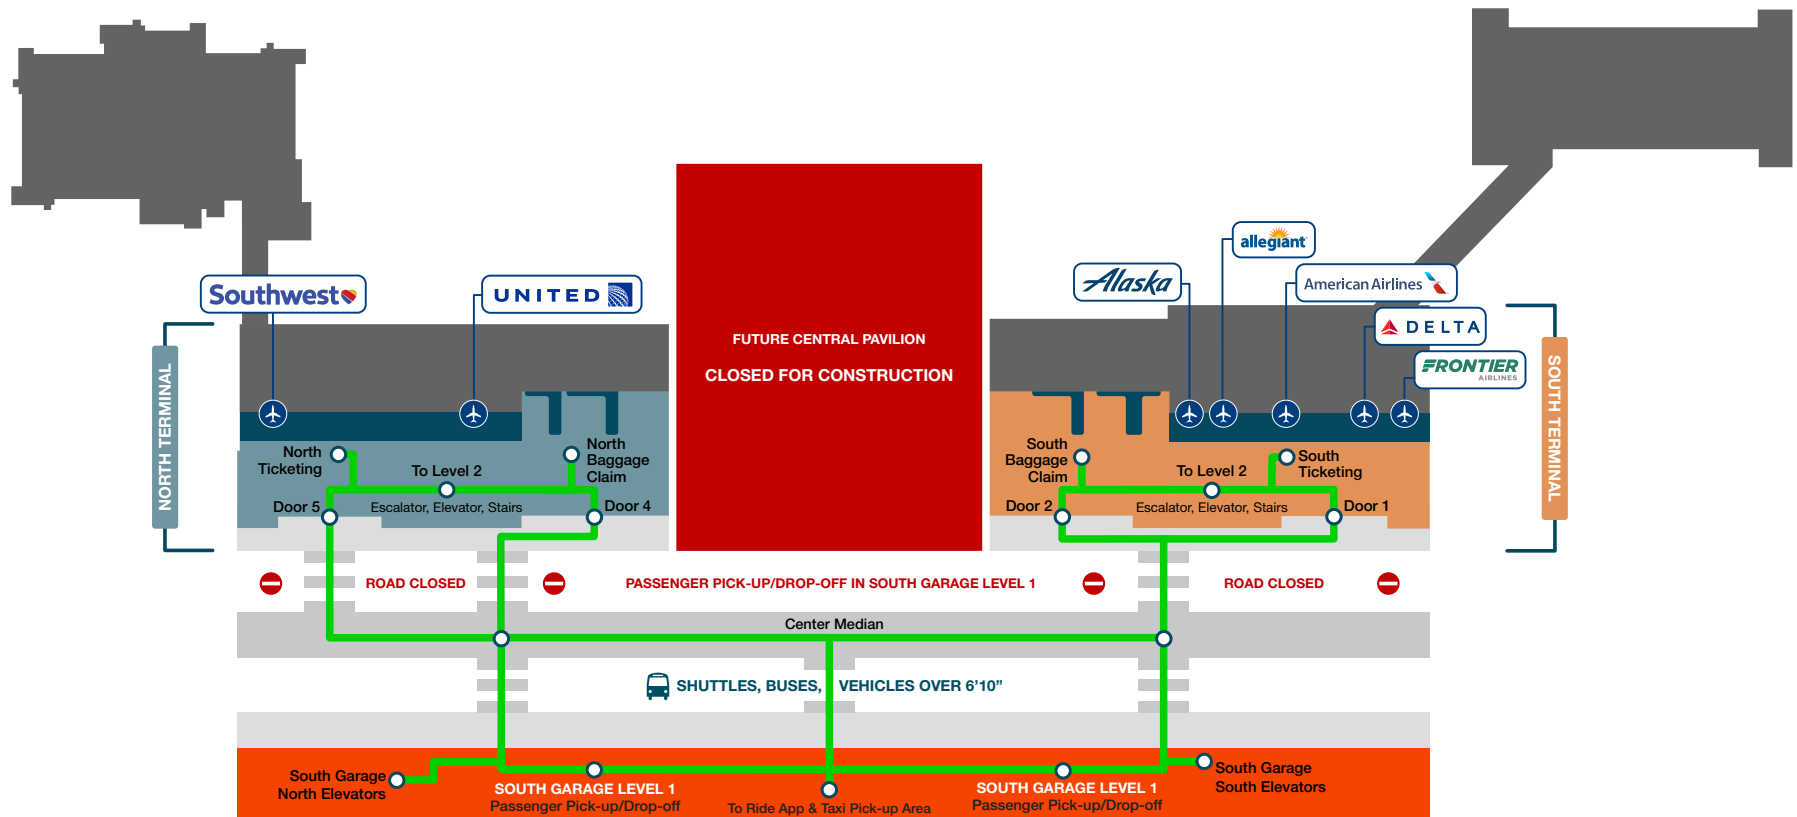 allegiant
Alaska
American Airlines
Southwest
UNITED
DELTA
FRONTIER
AIRLINES
FUTURE CENTRAL PAVILION
CLOSED FOR CONSTRUCTION
NORTH TERMINAL
SOUTH TERMINAL
North
Ticketing
To Level 2
Escalator, Elevator, Stairs
North
Baggage
Claim
Door 5
Door 4
South
Baggage
Claim
To Level 2
Escalator, Elevator, Stairs
South
Ticketing
Door 2
Door 1
ROAD CLOSED
PASSENGER PICK-UP/DROP-OFF IN SOUTH GARAGE LEVEL 1
ROAD CLOSED
Center Median
SHUTTLES, BUSES, VEHICLES OVER 6’10”
South Garage
North Elevators
SOUTH GARAGE LEVEL 1
Passenger Pick-up/Drop-off
To Ride App & Taxi Pick-up Area
SOUTH GARAGE LEVEL 1
Passenger Pick-up/Drop-off
South Garage
South Elevators